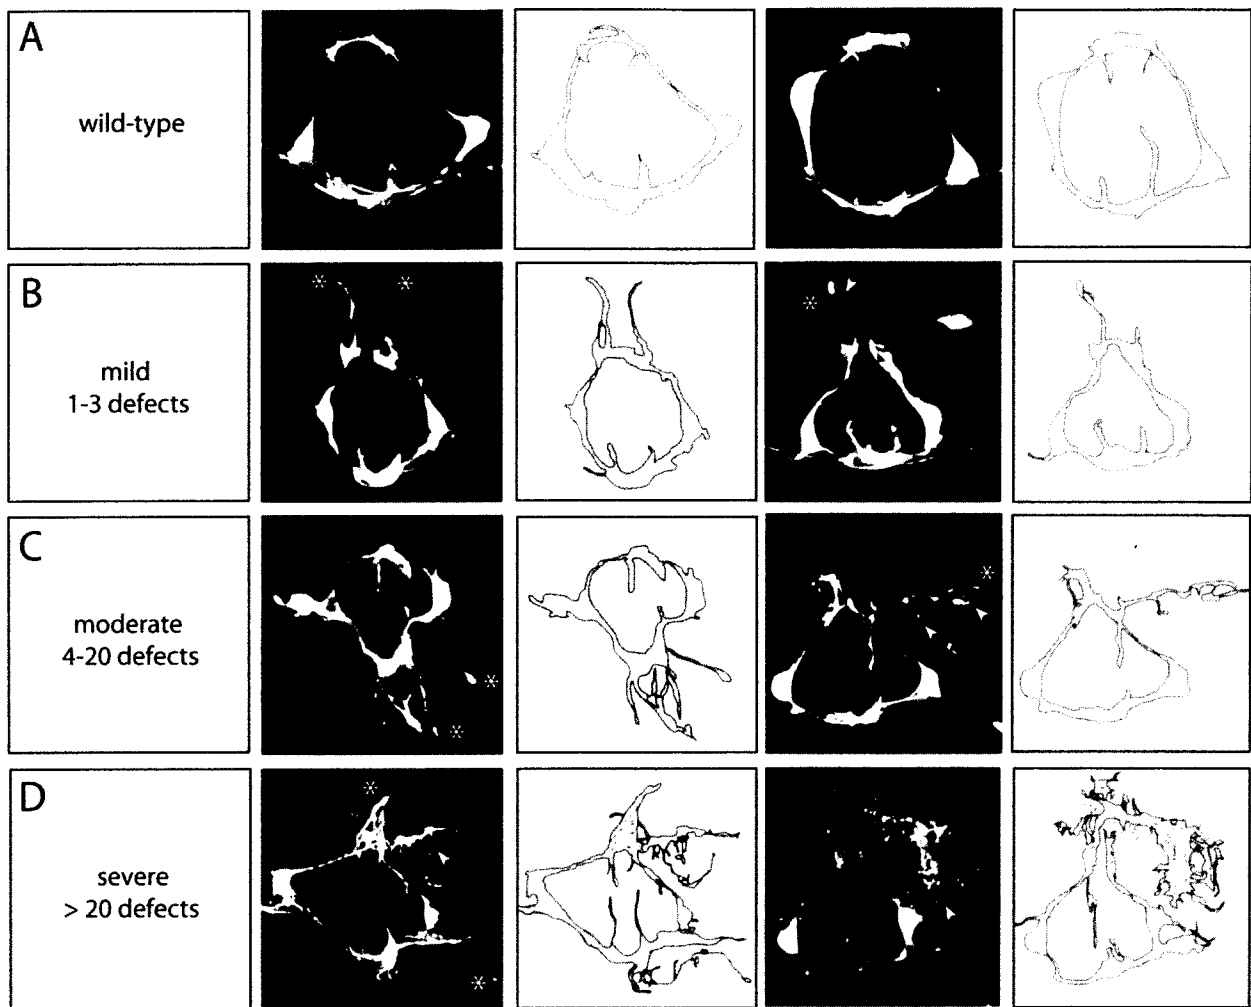 A
wild-type
B
mild
1-3 defects
C
moderate
4-20 defects
D
severe
> 20 defects